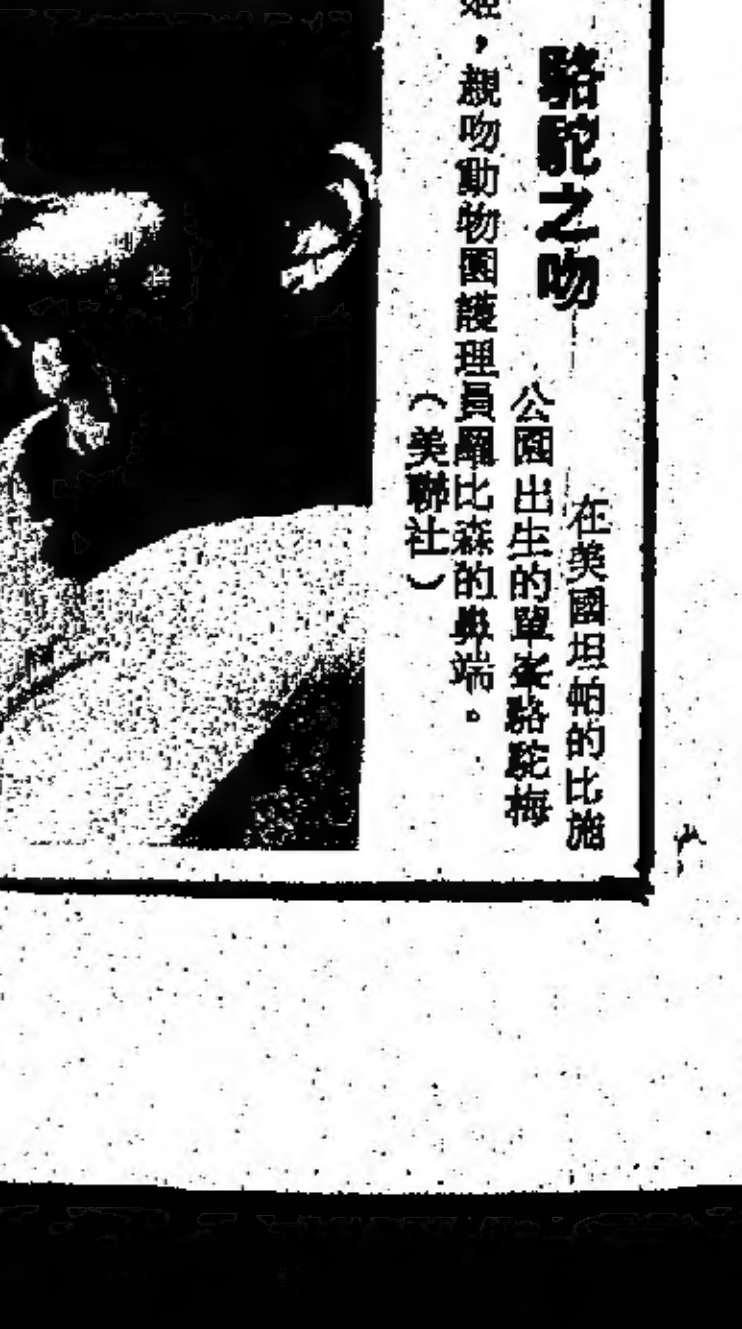 駱駝之吻
在美國坦帕的比施
公園出生的單峯駱駝梅
姬，親吻動物園護理員羅比森的鼻端。
（美聯社）